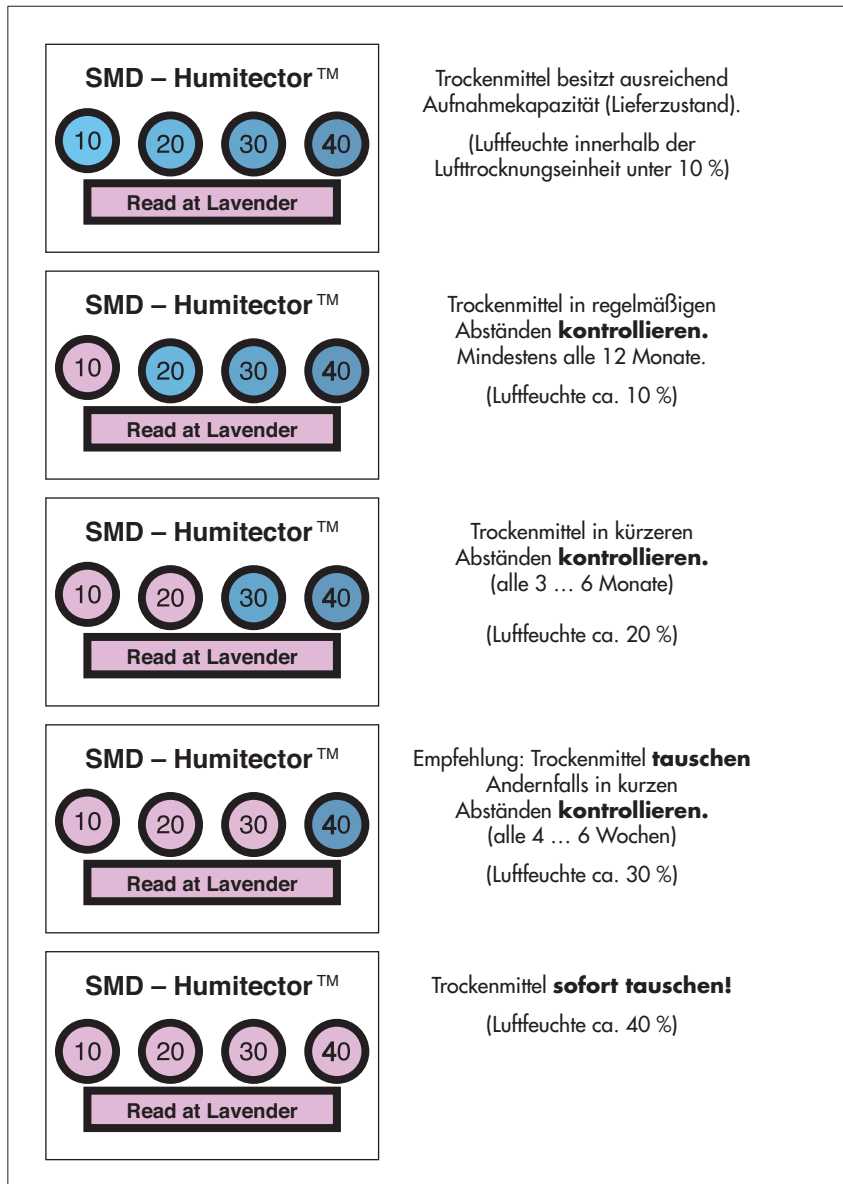 SMD – Humitector™
10 20 30 40
Read at Lavender
Trockenmittel besitzt ausreichend
Aufnahmekapazität (Lieferzustand).
(Luftfeuchte innerhalb der
Lufttrocknungseinheit unter 10 %)
SMD – Humitector™
10 20 30 40
Read at Lavender
Trockenmittel in regelmäßigen
Abständen kontrollieren.
Mindestens alle 12 Monate.
(Luftfeuchte ca. 10 %)
SMD – Humitector™
10 20 30 40
Read at Lavender
Trockenmittel in kürzeren
Abständen kontrollieren.
(alle 3 … 6 Monate)
(Luftfeuchte ca. 20 %)
SMD – Humitector™
10 20 30 40
Read at Lavender
Empfehlung: Trockenmittel tauschen
Andernfalls in kurzen
Abständen kontrollieren.
(alle 4 … 6 Wochen)
(Luftfeuchte ca. 30 %)
SMD – Humitector™
10 20 30 40
Read at Lavender
Trockenmittel sofort tauschen!
(Luftfeuchte ca. 40 %)